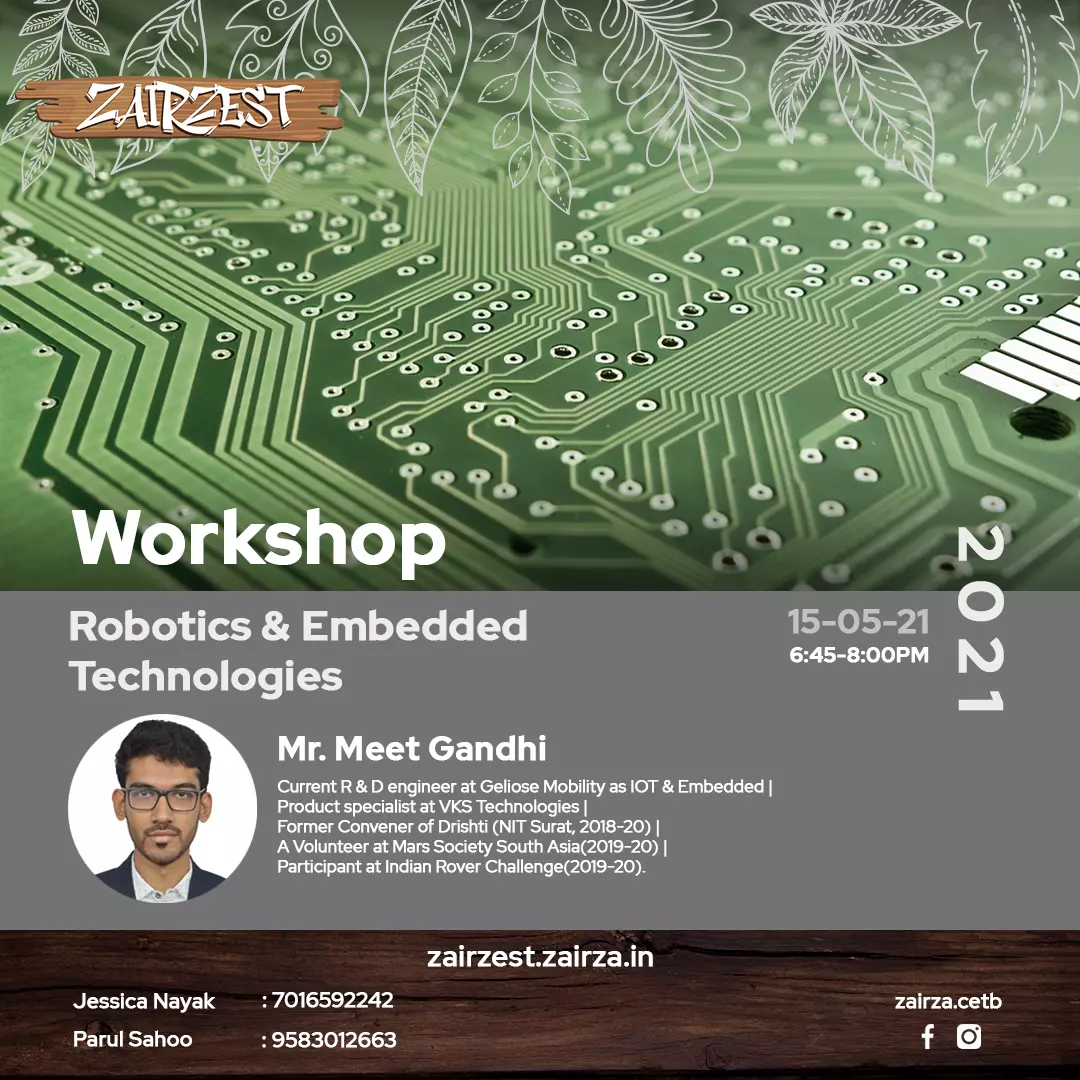 ZAIRZEST
Workshop
Robotics & Embedded
Technologies
15-05-21
6:45-8:00PM
2021
Mr. Meet Gandhi
Current R & D engineer at Geliose Mobility as IOT & Embedded |
Product specialist at VKS Technologies |
Former Convener of Drishti (NIT Surat, 2018-20) |
A Volunteer at Mars Society South Asia(2019-20) |
Participant at Indian Rover Challenge(2019-20).
zairzest.zairza.in
Jessica Nayak : 7016592242
Parul Sahoo : 9583012663
zairza.cetb